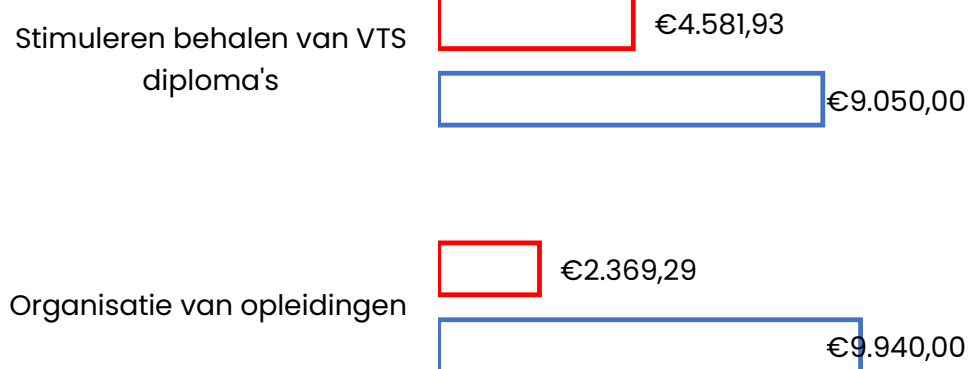 Stimuleren behalen van VTS
diploma's
€4.581,93
€9.050,00
Organisatie van opleidingen
€2.369,29
€9.940,00